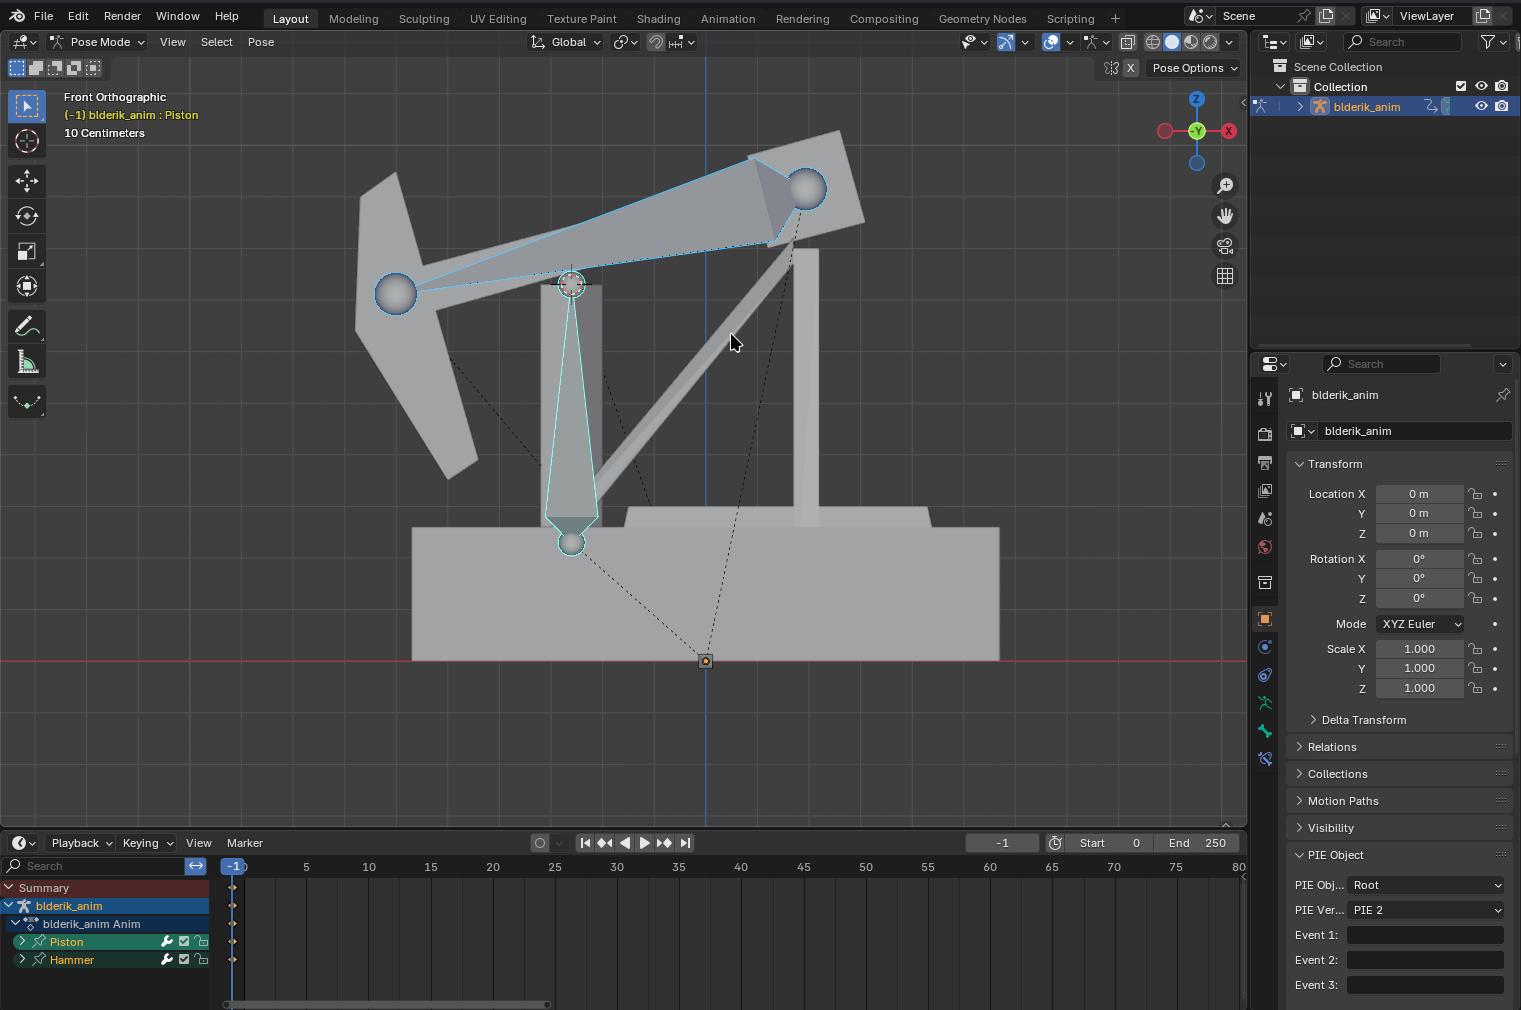 File Edit Render Window Help Layout Modeling Sculpting UV Editing Texture Paint Shading Animation Rendering Compositing Geometry Nodes Scripting + Scene ViewLayer
Pose Mode View Select Pose Global Search
X Pose Options
Scene Collection
Collection
blderik_anim
Front Orthographic
(-1) blderik_anim : Piston
10 Centimeters
Z
-Y
X
Search
blderik_anim
blderik_anim
Transform
Location X 0 m
Y 0 m
Z 0 m
Rotation X 0°
Y 0°
Z 0°
Mode XYZ Euler
Scale X 1.000
Y 1.000
Z 1.000
Delta Transform
Relations
Collections
Motion Paths
Visibility
PIE Object
PIE Obj... Root
PIE Ver... PIE 2
Event 1:
Event 2:
Event 3:
Playback Keying View Marker -1 Start 0 End 250
Search -1 0 5 10 15 20 25 30 35 40 45 50 55 60 65 70 75 80
Summary
blderik_anim
blderik_anim Anim
Piston
Hammer